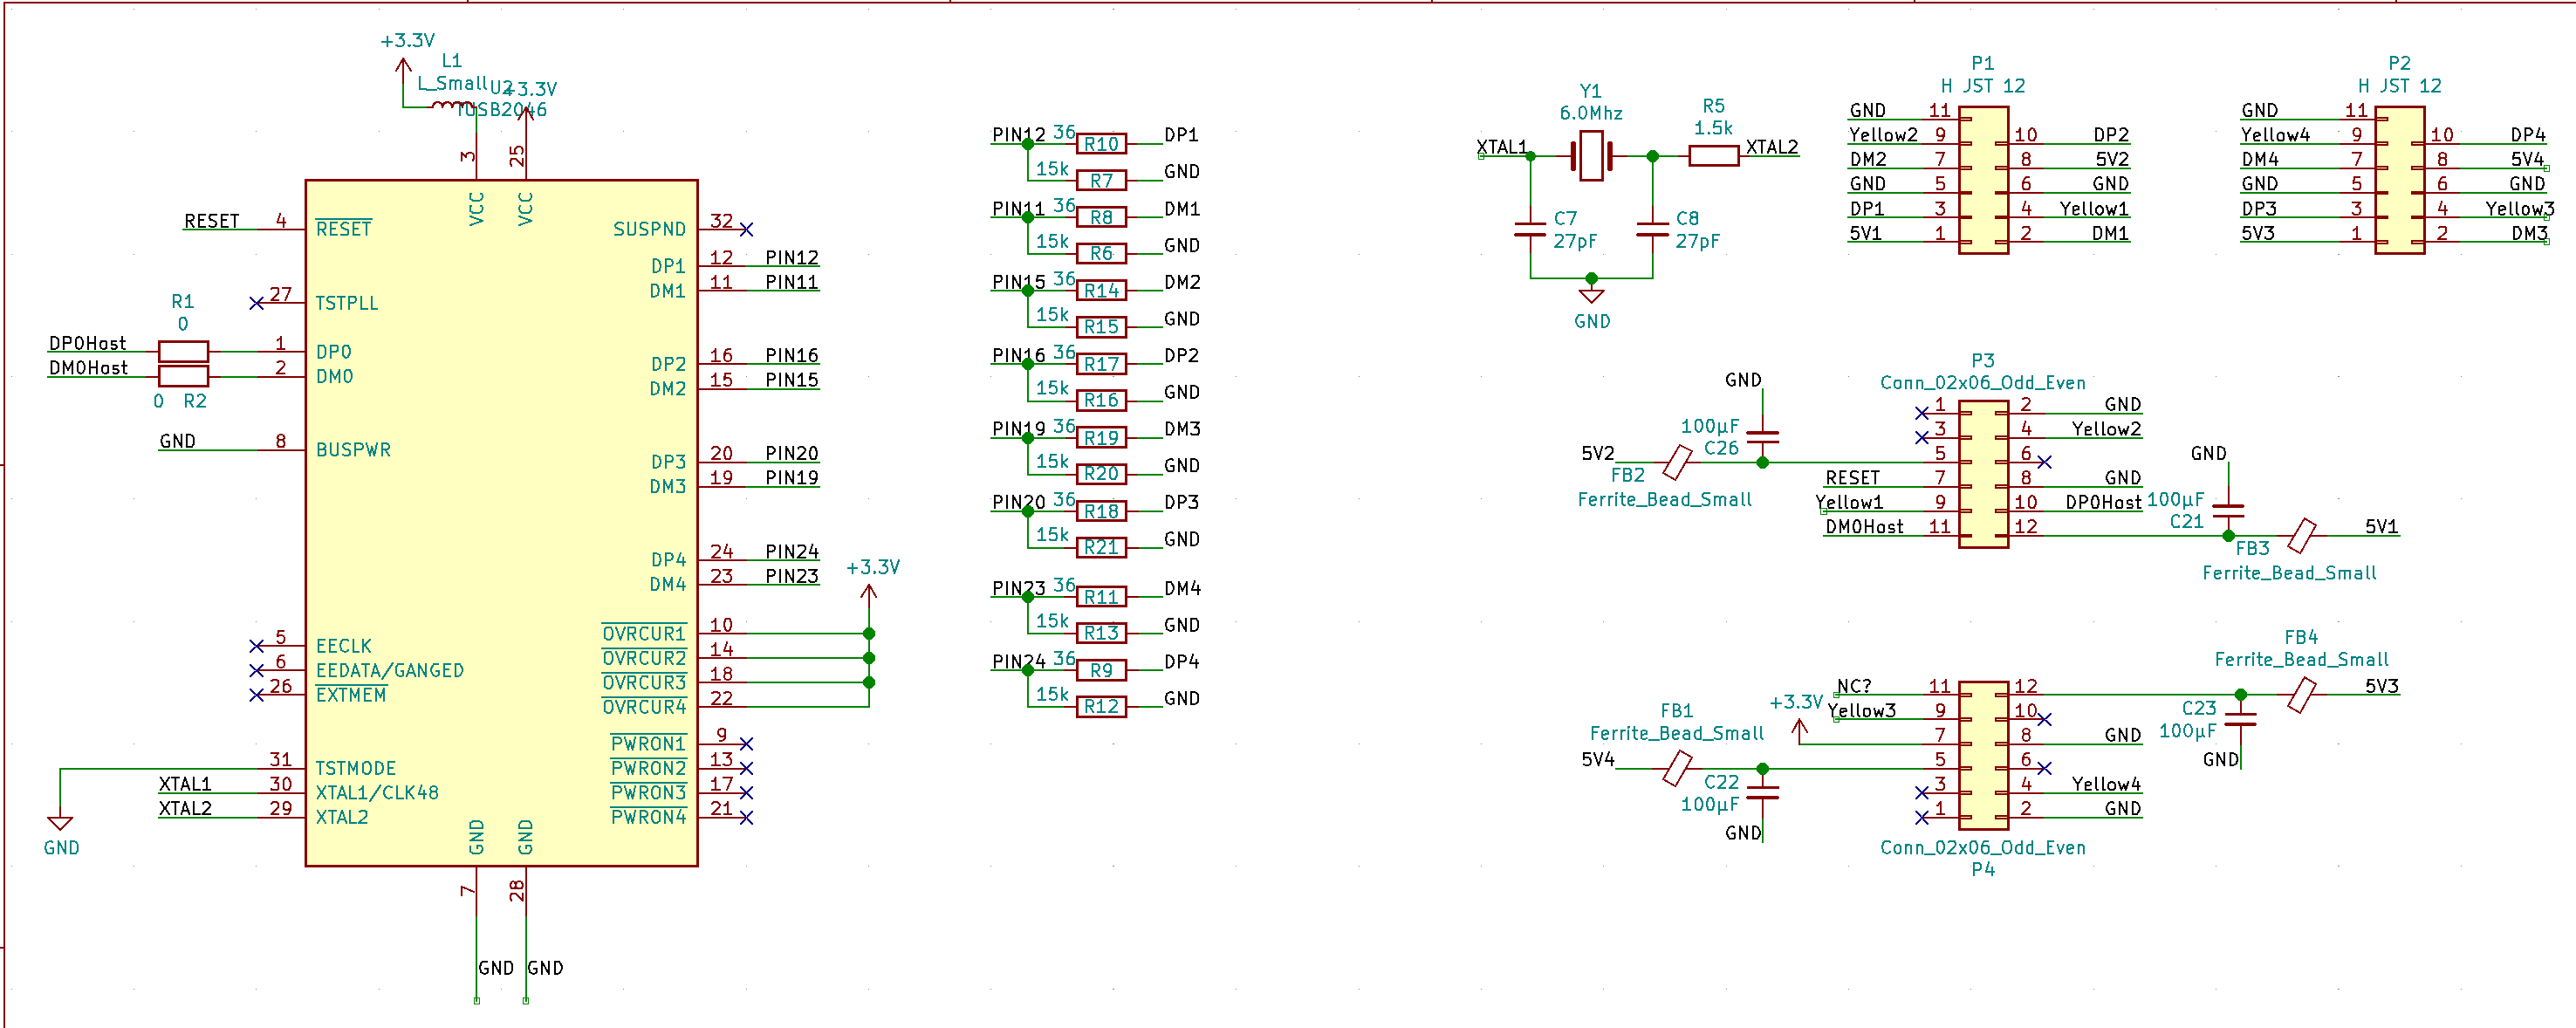 +3.3V
L1
L_Small
U2
+3.3V
TUSB2046
3
25
VCC
VCC
RESET 4 RESET
27 TSTPLL
R1
0
DP0Host 1 DP0
DM0Host 2 DM0
0 R2
GND 8 BUSPWR
5 EECLK
6 EEDATA/GANGED
26 EXTMEM
31 TSTMODE
XTAL1 30 XTAL1/CLK48
XTAL2 29 XTAL2
GND
SUSPND 32
DP1 12 PIN12
DM1 11 PIN11
DP2 16 PIN16
DM2 15 PIN15
DP3 20 PIN20
DM3 19 PIN19
DP4 24 PIN24
DM4 23 PIN23
+3.3V
OVRCUR1 10
OVRCUR2 14
OVRCUR3 18
OVRCUR4 22
PWRON1 9
PWRON2 13
PWRON3 17
PWRON4 21
GND
GND
7
28
GND
GND
PIN12 36 R10 DP1
15k R7 GND
PIN11 36 R8 DM1
15k R6 GND
PIN15 36 R14 DM2
15k R15 GND
PIN16 36 R17 DP2
15k R16 GND
PIN19 36 R19 DM3
15k R20 GND
PIN20 36 R18 DP3
15k R21 GND
PIN23 36 R11 DM4
15k R13 GND
PIN24 36 R9 DP4
15k R12 GND
Y1
6.0Mhz
R5
1.5k
XTAL1
XTAL2
C7
27pF
C8
27pF
GND
P1
H JST 12
GND 11
Yellow2 9 10 DP2
DM2 7 8 5V2
GND 5 6 GND
DP1 3 4 Yellow1
5V1 1 2 DM1
P2
H JST 12
GND 11
Yellow4 9 10 DP4
DM4 7 8 5V4
GND 5 6 GND
DP3 3 4 Yellow3
5V3 1 2 DM3
P3
Conn_02x06_Odd_Even
1 2 GND
3 4 Yellow2
5 6
RESET 7 8 GND
Yellow1 9 10 DP0Host
DM0Host 11 12
GND
100µF
C26
5V2
FB2
Ferrite_Bead_Small
GND
100µF
C21
5V1
FB3
Ferrite_Bead_Small
FB4
Ferrite_Bead_Small
5V3
C23
100µF
GND
NC? 11 12
Yellow3 9 10
+3.3V 7 8 GND
5 6
3 4 Yellow4
1 2 GND
Conn_02x06_Odd_Even
P4
FB1
Ferrite_Bead_Small
5V4
C22
100µF
GND